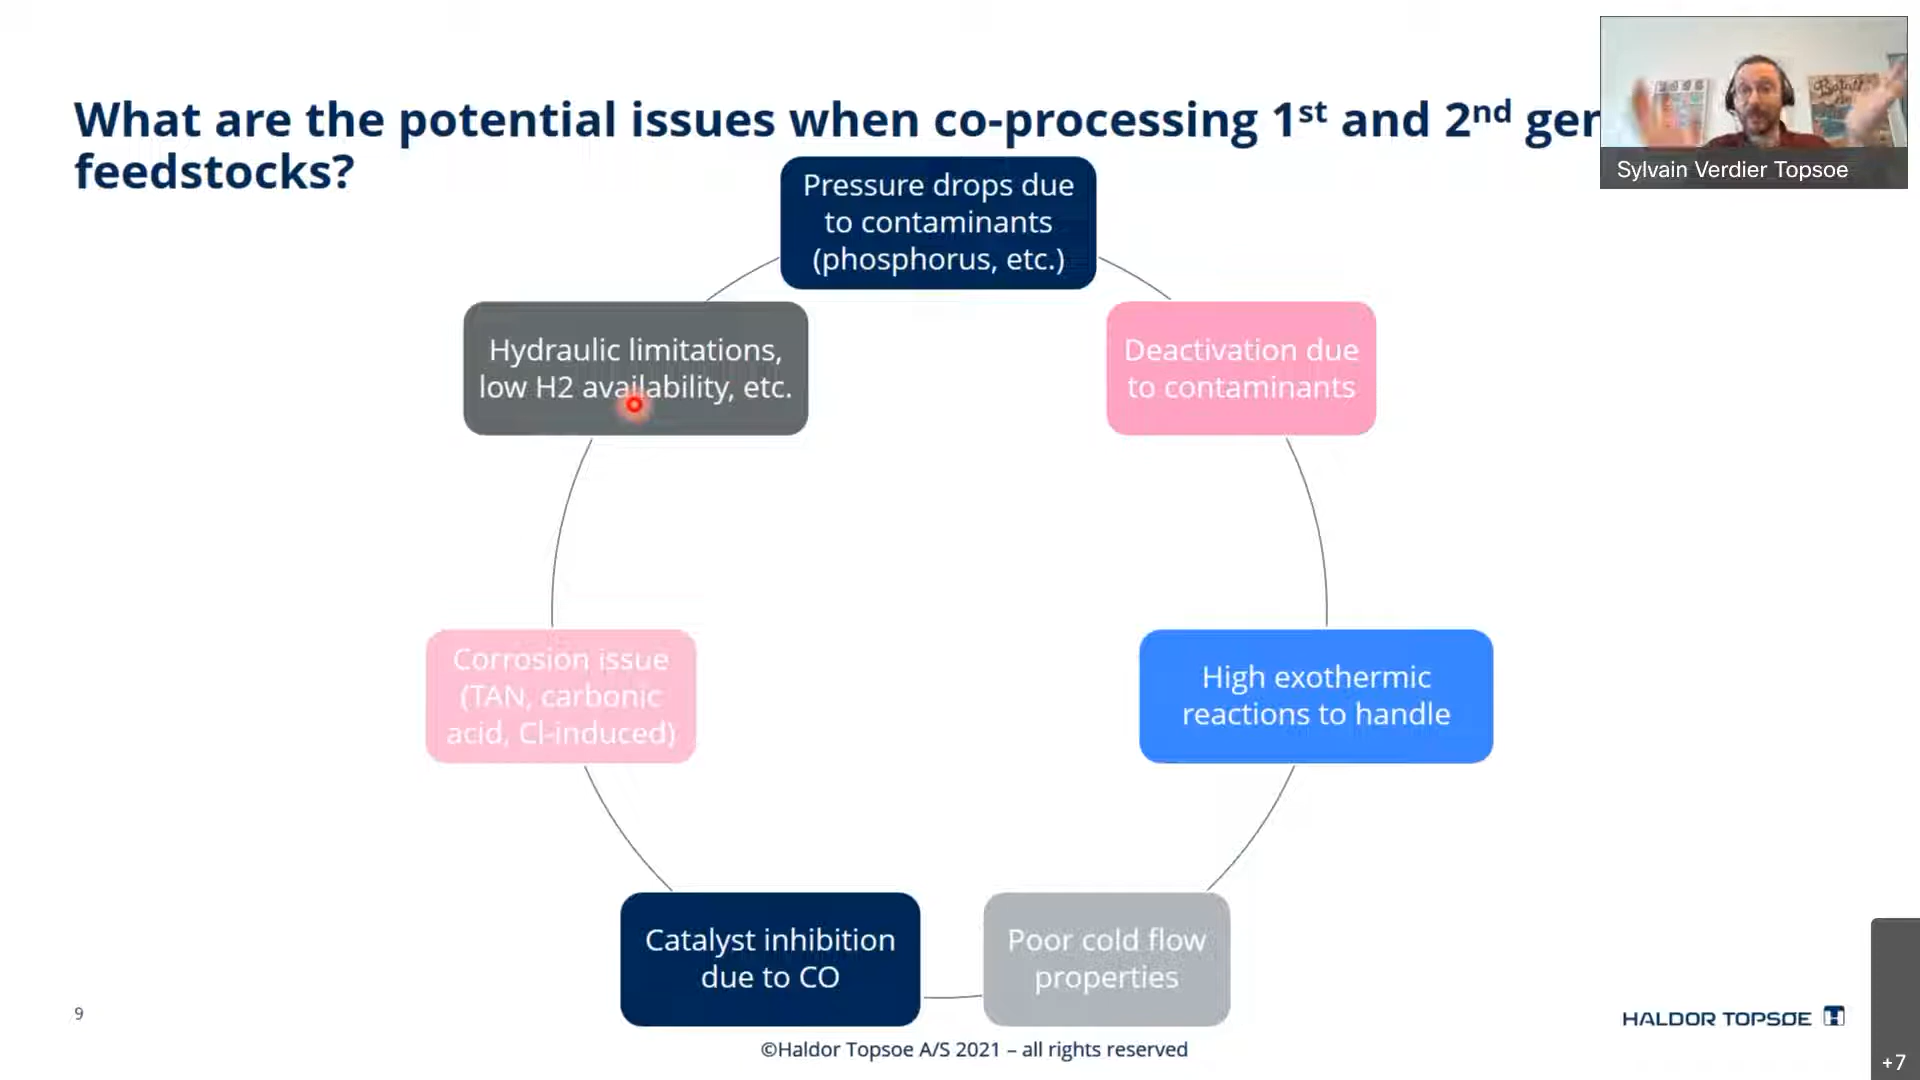 What are the potential issues when co-processing 1st and 2nd gen
feedstocks?
Sylvain Verdier Topsoe
Pressure drops due
to contaminants
(phosphorus, etc.)
Hydraulic limitations,
low H2 availability, etc.
Deactivation due
to contaminants
Corrosion issue
(TAN, carbonic
acid, Cl-induced)
High exothermic
reactions to handle
Catalyst inhibition
due to CO
Poor cold flow
properties
9
HALDOR TOPSØE
©Haldor Topsoe A/S 2021 – all rights reserved
+7